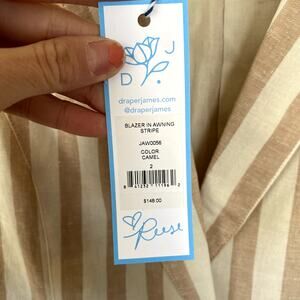 D J
draperjames.com
@draperjames
BLAZER IN AWNING
STRIPE
JAW0056
COLOR
CAMEL
2
$148.00
Reese